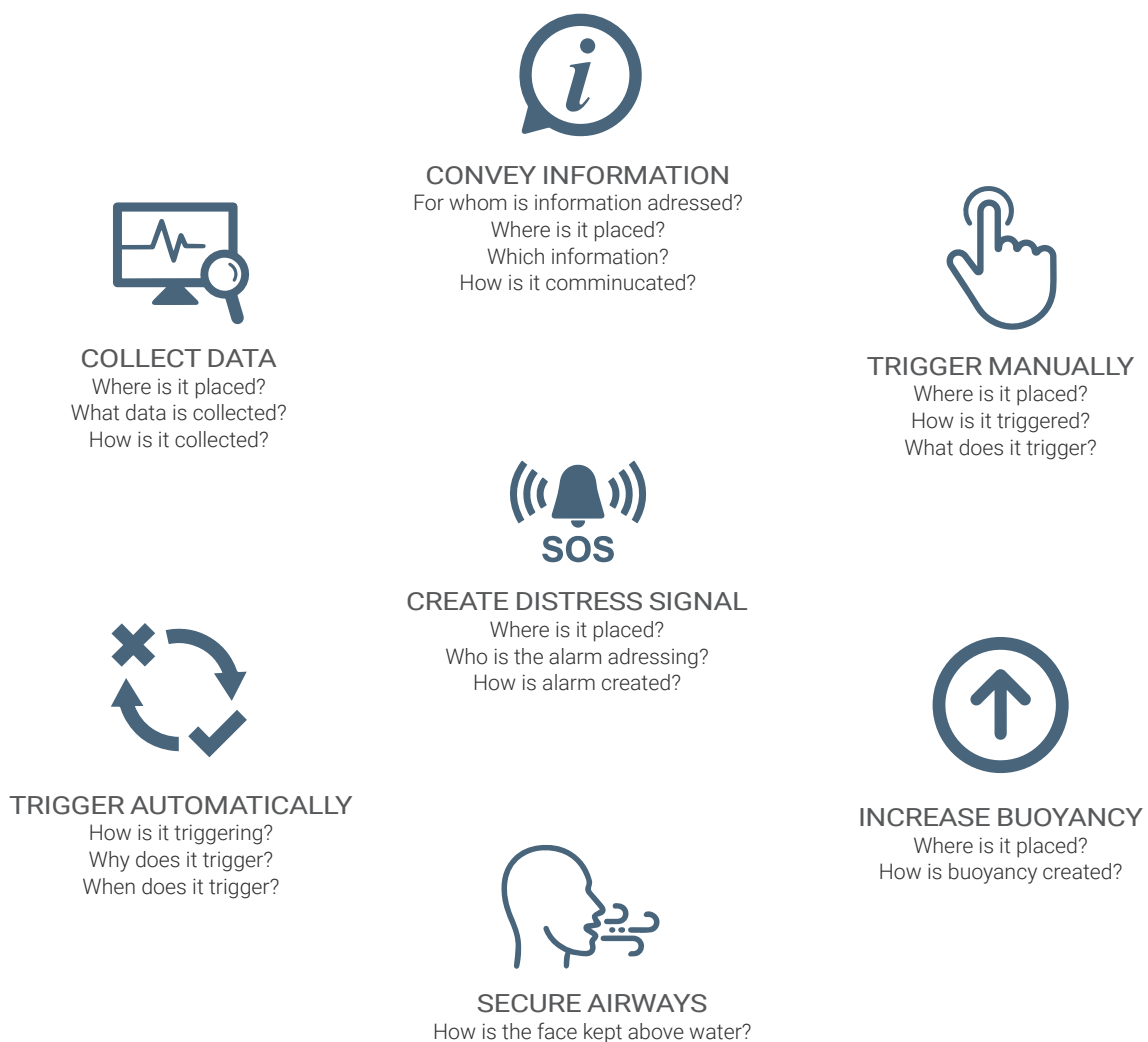 i
CONVEY INFORMATION
For whom is information adressed?
Where is it placed?
Which information?
How is it comminucated?
COLLECT DATA
Where is it placed?
What data is collected?
How is it collected?
TRIGGER MANUALLY
Where is it placed?
How is it triggered?
What does it trigger?
SOS
CREATE DISTRESS SIGNAL
Where is it placed?
Who is the alarm adressing?
How is alarm created?
TRIGGER AUTOMATICALLY
How is it triggering?
Why does it trigger?
When does it trigger?
INCREASE BUOYANCY
Where is it placed?
How is buoyancy created?
SECURE AIRWAYS
How is the face kept above water?